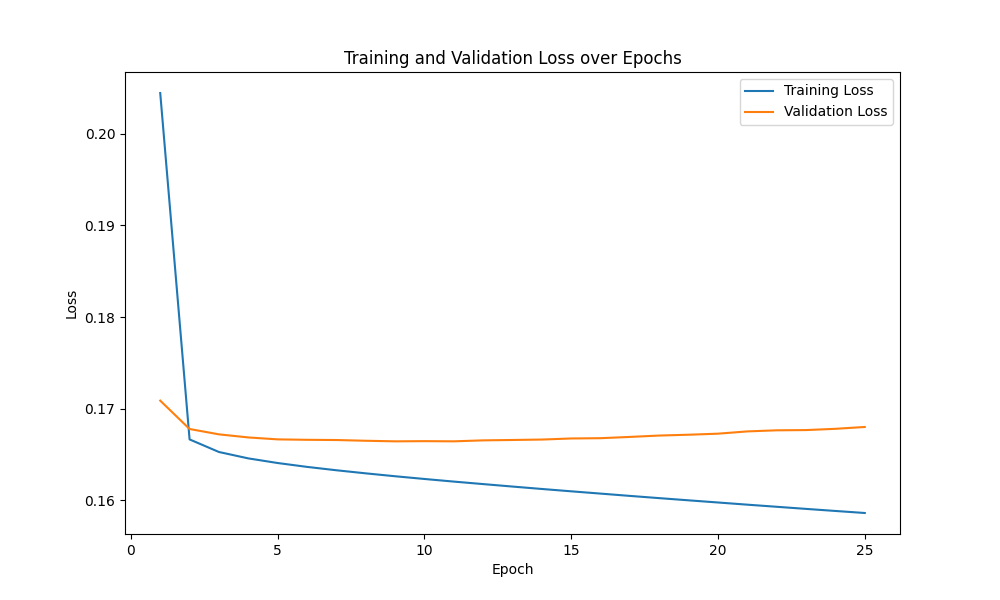 Training and Validation Loss over Epochs
Training Loss
Validation Loss
0.20
0.19
0.18
0.17
0.16
Loss
0
5
10
15
20
25
Epoch